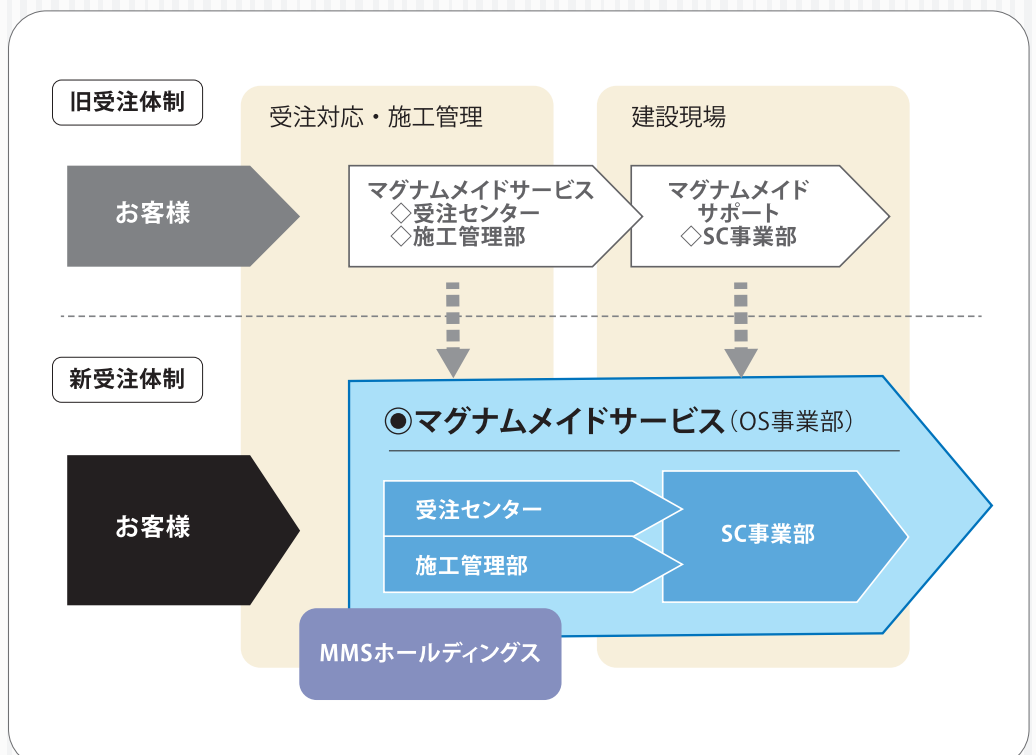 旧受注体制
受注対応・施工管理
建設現場
お客様
マグナムメイドサービス
◇受注センター
◇施工管理部
マグナムメイド
サポート
◇SC事業部
新受注体制
◉マグナムメイドサービス（OS事業部）
お客様
受注センター
施工管理部
SC事業部
MMSホールディングス